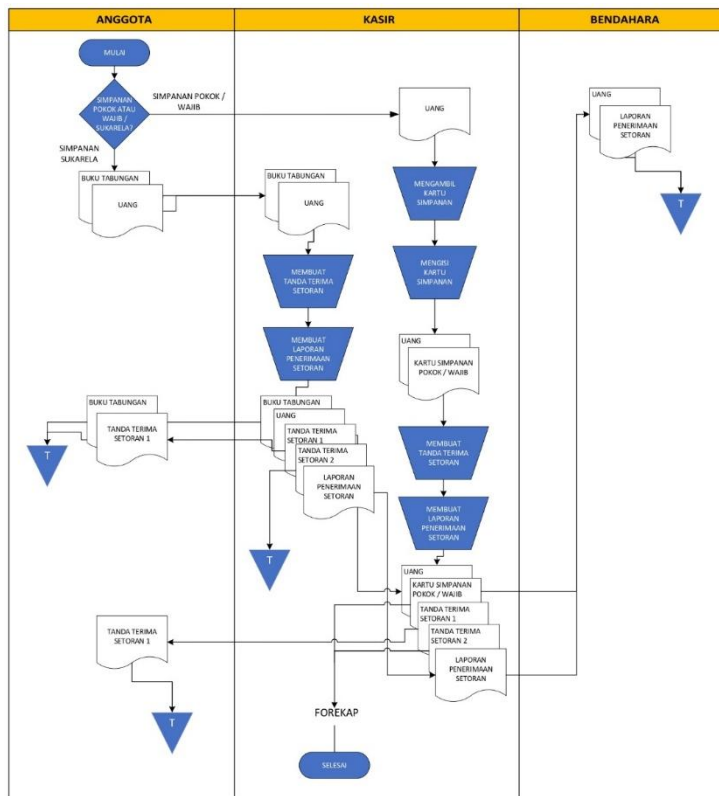 ANGGOTA
KASIR
BENDAHARA
MULAI
SIMPANAN
POKOK ATAU
WAJIB /
SUKARELA?
SIMPANAN POKOK /
WAJIB
SIMPANAN
SUKARELA
BUKU TABUNGAN
UANG
BUKU TABUNGAN
UANG
UANG
MENGAMBIL
KARTU
SIMPANAN
MENGISI
KARTU
SIMPANAN
UANG
LAPORAN
PENERIMAAN
SETORAN
T
MEMBUAT
TANDA TERIMA
SETORAN
MEMBUAT
LAPORAN
PENERIMAAN
SETORAN
UANG
KARTU SIMPANAN
POKOK / WAJIB
BUKU TABUNGAN
TANDA TERIMA
SETORAN 1
T
BUKU TABUNGAN
UANG
TANDA TERIMA
SETORAN 1
TANDA TERIMA
SETORAN 2
LAPORAN
PENERIMAAN
SETORAN
T
MEMBUAT
TANDA TERIMA
SETORAN
MEMBUAT
LAPORAN
PENERIMAAN
SETORAN
UANG
KARTU SIMPANAN
POKOK / WAJIB
TANDA TERIMA
SETORAN 1
TANDA TERIMA
SETORAN 2
LAPORAN
PENERIMAAN
SETORAN
TANDA TERIMA
SETORAN 1
T
FOREKAP
SELESAI